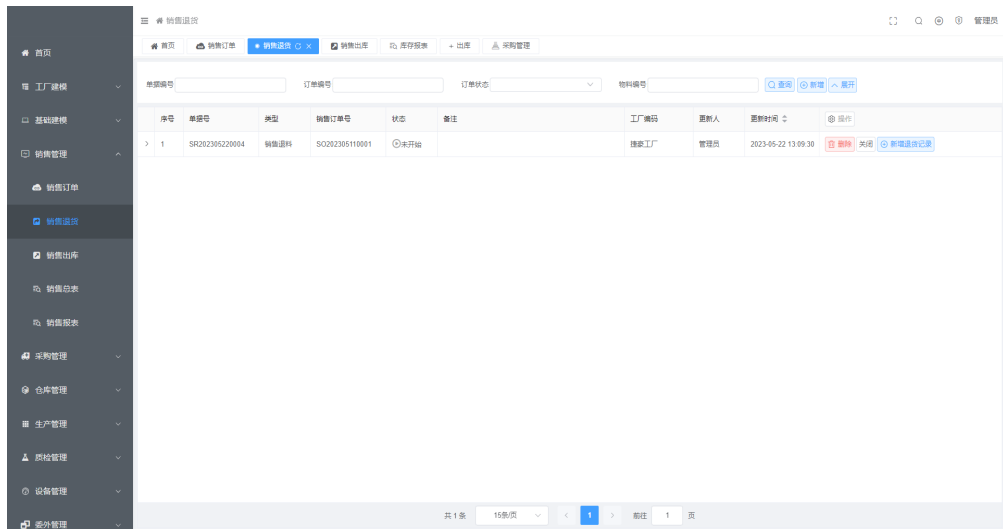 销售退货
管理员
首页
销售订单
销售退货
销售出库
库存报表
+ 出库
采购管理
首页
工厂建模
基础建模
销售管理
销售订单
销售退货
销售出库
销售总表
销售报表
采购管理
仓库管理
生产管理
质检管理
设备管理
委外管理
单据编号
订单编号
订单状态
物料编号
查询
新增
展开
序号 单据号 类型 销售订单号 状态 备注 工厂编码 更新人 更新时间 操作
1 SR202305220004 销售退料 SO202305110001 未开始 捷豪工厂 管理员 2023-05-22 13:09:30 删除 关闭 新增退货记录
共 1 条 15条/页 < 1 > 前往 1 页